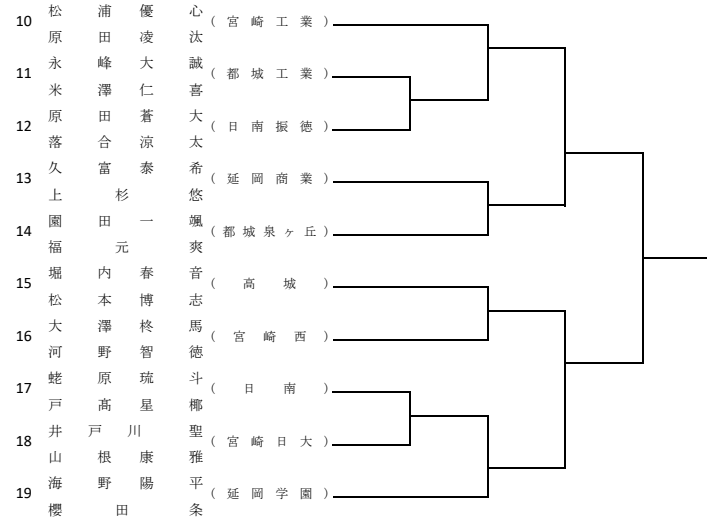 松浦優心
10 (宮崎工業)
原田凌汰
永峰大誠
11 (都城工業)
米澤仁喜
原田蒼大
12 (日南振徳)
落合涼太
久富泰希
13 (延岡商業)
上杉悠
園田一颯
14 (都城泉ヶ丘)
福元爽
堀内春音
15 (高城)
松本博志
大澤柊馬
16 (宮崎西)
河野智徳
蛯原琉斗
17 (日南)
戸髙星椰
井戸川聖
18 (宮崎日大)
山根康雅
海野陽平
19 (延岡学園)
櫻田条